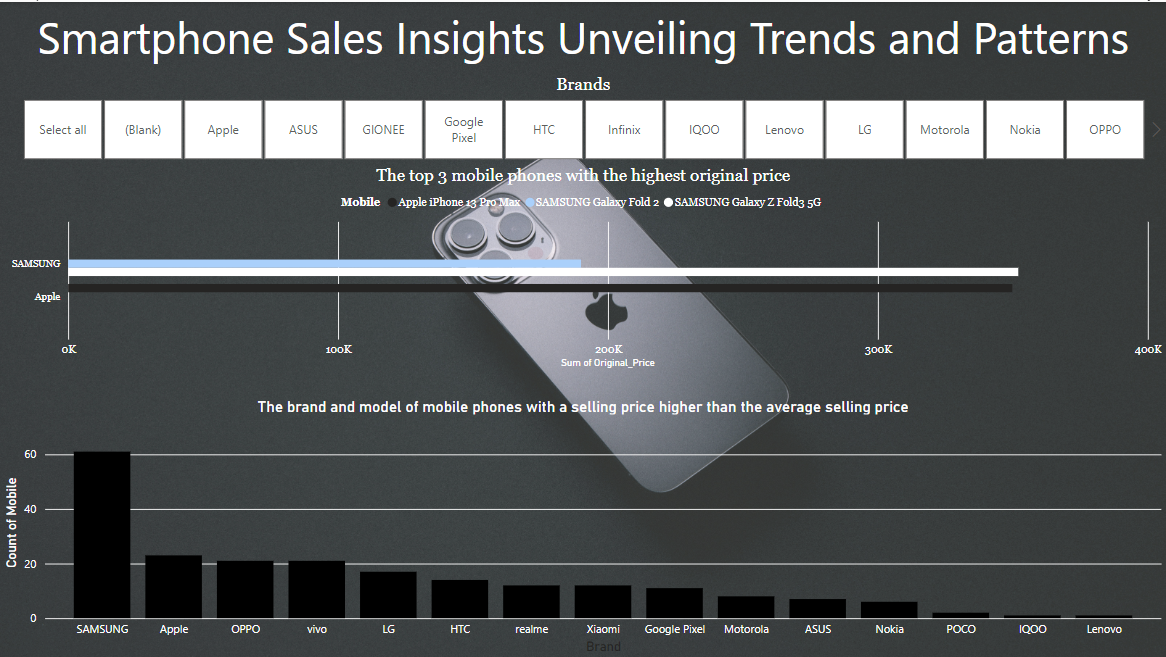 Smartphone Sales Insights Unveiling Trends and Patterns
Brands
Select all
(Blank)
Apple
ASUS
GIONEE
Google
Pixel
HTC
Infinix
IQOO
Lenovo
LG
Motorola
Nokia
OPPO
The top 3 mobile phones with the highest original price
Mobile Apple iPhone 13 Pro Max SAMSUNG Galaxy Fold 2 SAMSUNG Galaxy Z Fold3 5G
SAMSUNG
Apple
0K 100K 200K 300K 400K
Sum of Original_Price
The brand and model of mobile phones with a selling price higher than the average selling price
Count of Mobile
60
40
20
0
SAMSUNG Apple OPPO vivo LG HTC realme Xiaomi Google Pixel Motorola ASUS Nokia POCO IQOO Lenovo
Brand